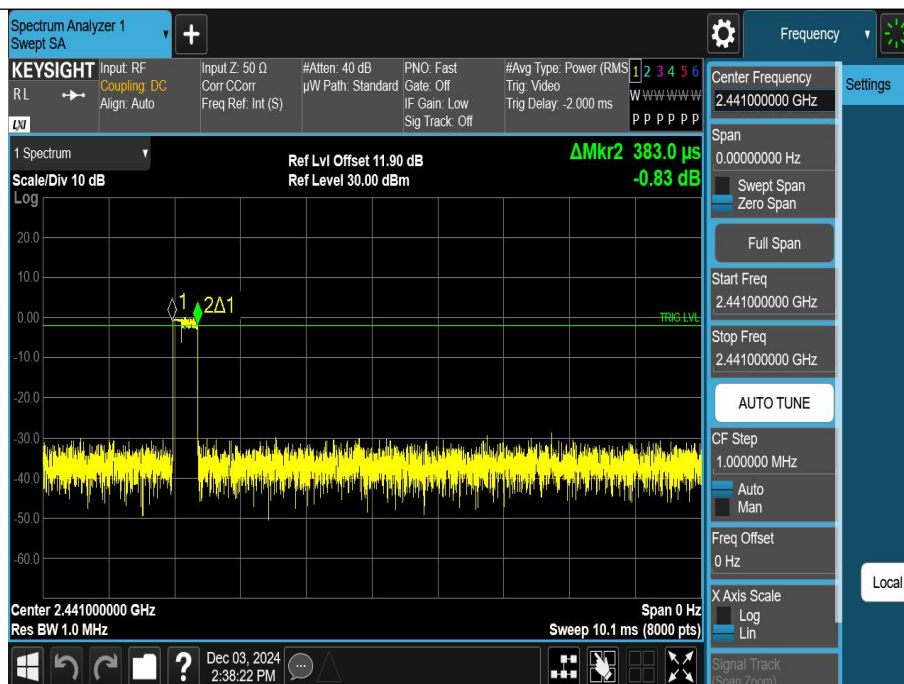 Spectrum Analyzer 1
Swept SA
+
Frequency
KEYSIGHT
RL
LXI
Input: RF
Coupling: DC
Align: Auto
Input Z: 50 Ω
Corr CCorr
Freq Ref: Int (S)
#Atten: 40 dB
µW Path: Standard
PNO: Fast
Gate: Off
IF Gain: Low
Sig Track: Off
#Avg Type: Power (RMS
Trig: Video
Trig Delay: -2.000 ms
1 2 3 4 5 6
W W W W W W
P P P P P P
1 Spectrum
Scale/Div 10 dB
Log
Ref Lvl Offset 11.90 dB
Ref Level 30.00 dBm
ΔMkr2 383.0 µs
-0.83 dB
20.0
10.0
0.00
-10.0
-20.0
-30.0
-40.0
-50.0
-60.0
1
2Δ1
TRIG LVL
Center 2.441000000 GHz
Res BW 1.0 MHz
Span 0 Hz
Sweep 10.1 ms (8000 pts)
Center Frequency
2.441000000 GHz
Span
0.00000000 Hz
Swept Span
Zero Span
Full Span
Start Freq
2.441000000 GHz
Stop Freq
2.441000000 GHz
AUTO TUNE
CF Step
1.000000 MHz
Auto
Man
Freq Offset
0 Hz
X Axis Scale
Log
Lin
Signal Track
(Span Zoom)
Settings
Local
?
Dec 03, 2024
2:38:22 PM